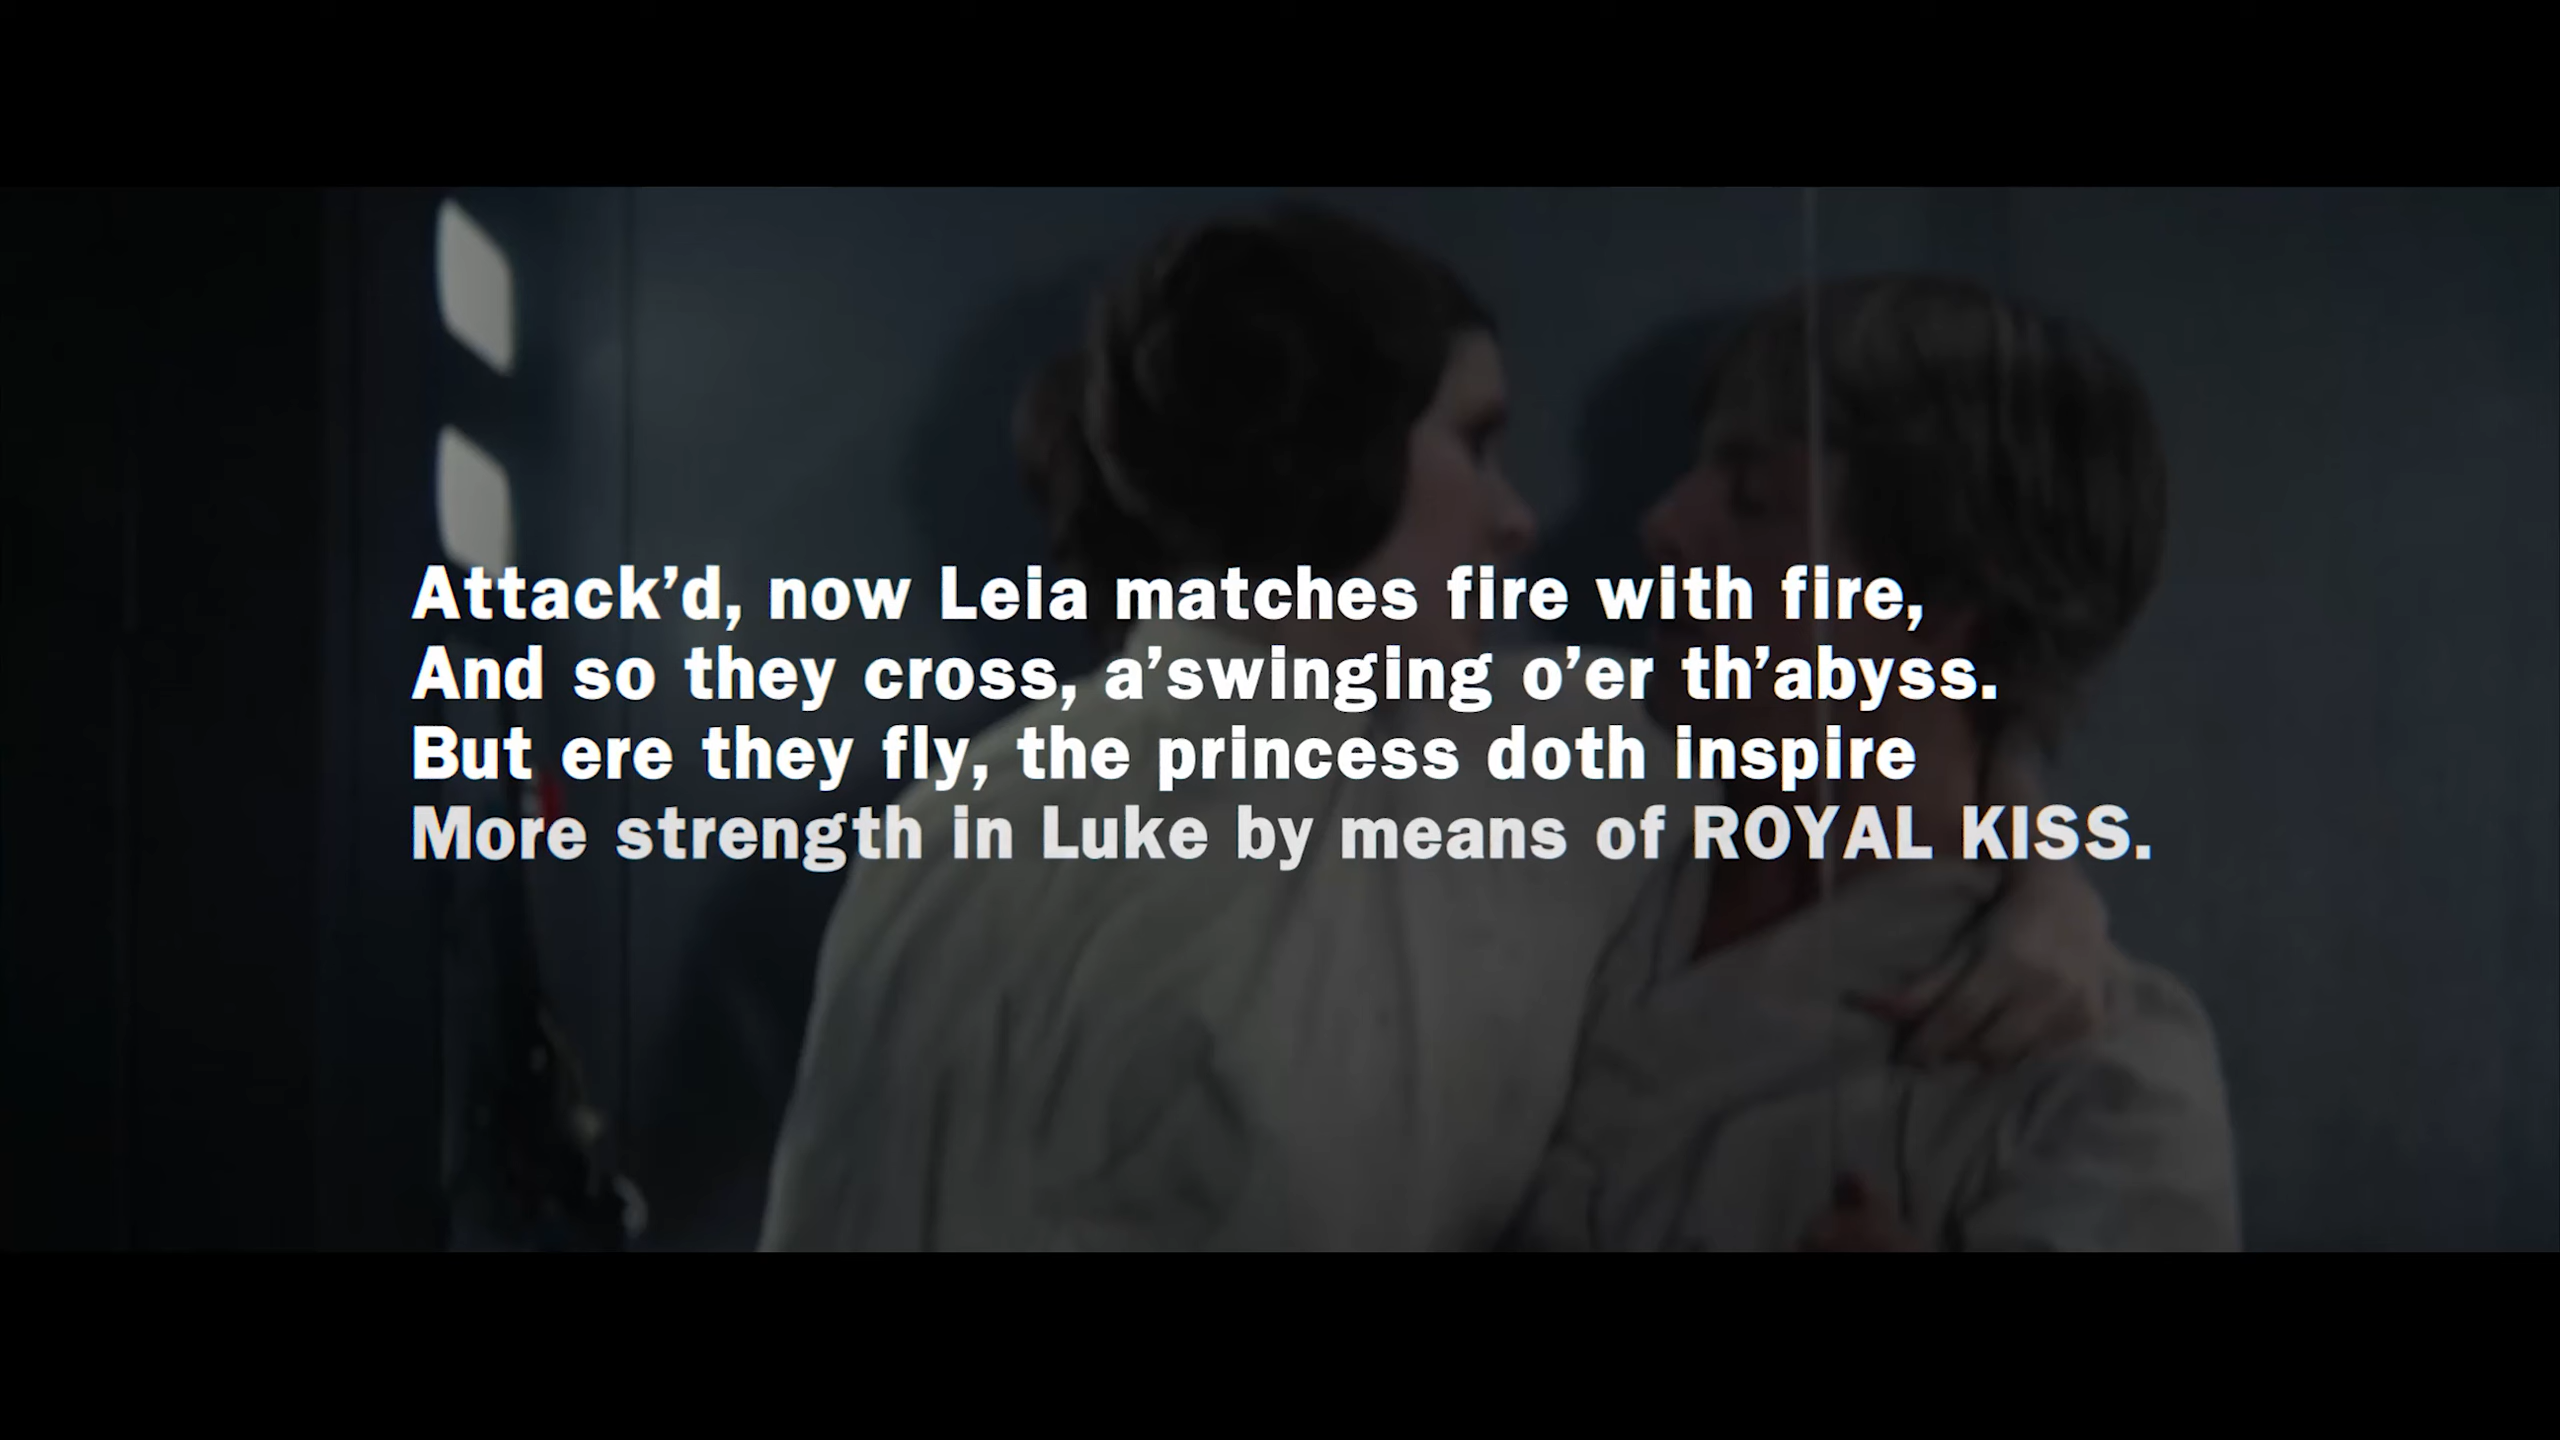 Attack’d, now Leia matches fire with fire,
And so they cross, a’swinging o’er th’abyss.
But ere they fly, the princess doth inspire
More strength in Luke by means of ROYAL KISS.